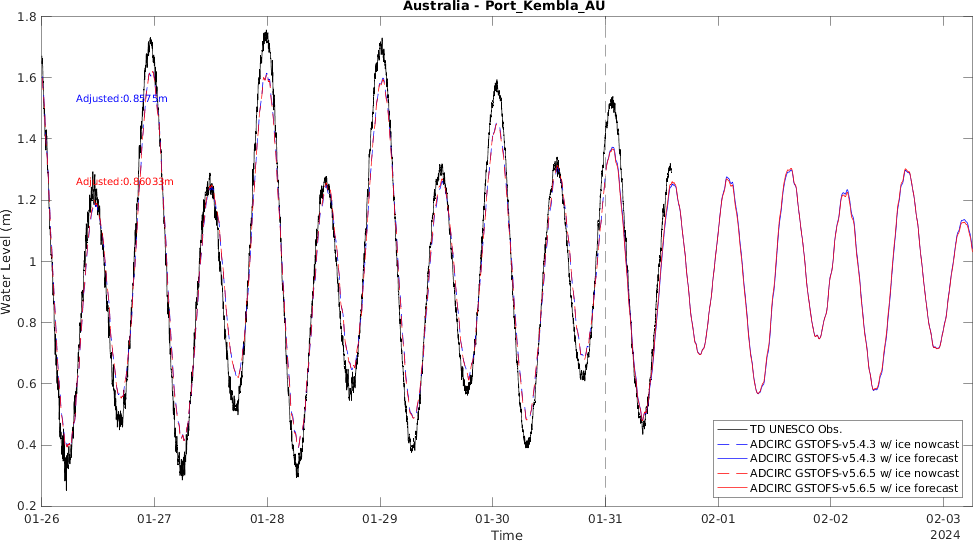 Australia - Port_Kembla_AU
1.8
1.6
1.4
1.2
1
0.8
0.6
0.4
0.2
Water Level (m)
Adjusted:0.8575m
Adjusted:0.86033m
TD UNESCO Obs.
ADCIRC GSTOFS-v5.4.3 w/ ice nowcast
ADCIRC GSTOFS-v5.4.3 w/ ice forecast
ADCIRC GSTOFS-v5.6.5 w/ ice nowcast
ADCIRC GSTOFS-v5.6.5 w/ ice forecast
01-26 01-27 01-28 01-29 01-30 01-31 02-01 02-02 02-03
Time
2024